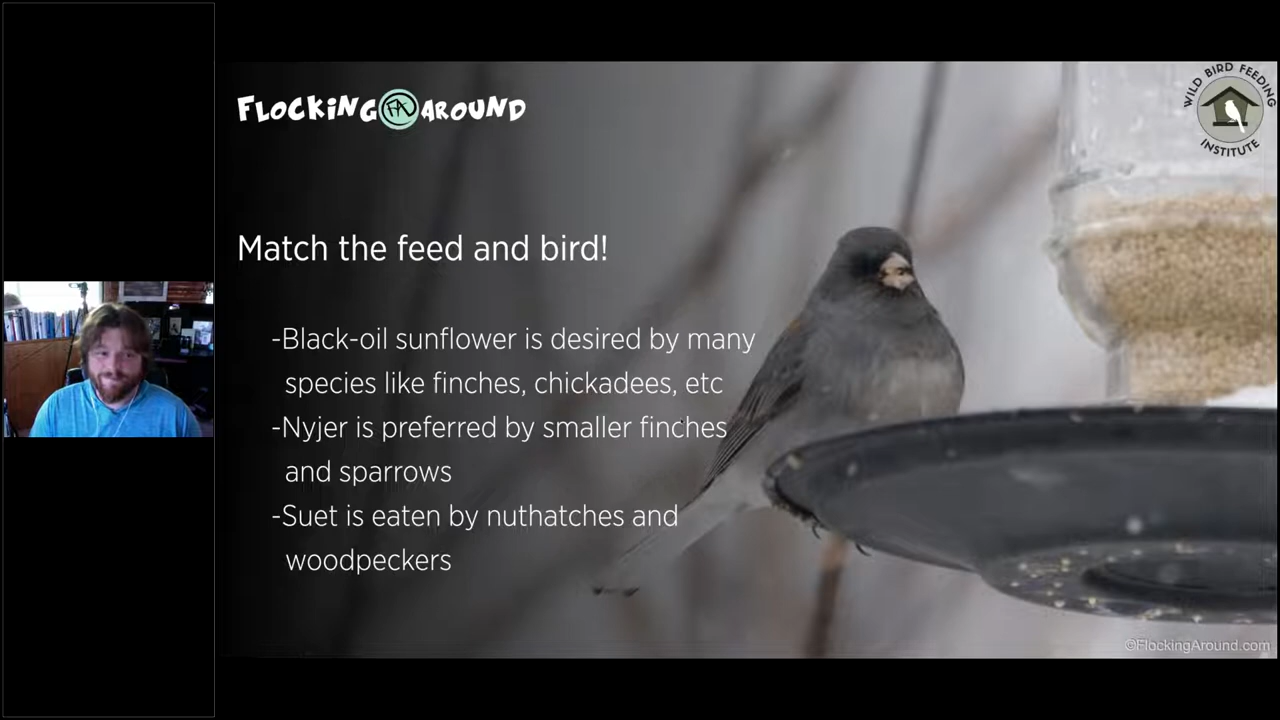 FLOCKING FA AROUND
WILD BIRD FEEDING
INSTITUTE
Match the feed and bird!
-Black-oil sunflower is desired by many
species like finches, chickadees, etc
-Nyjer is preferred by smaller finches
and sparrows
-Suet is eaten by nuthatches and
woodpeckers
©FlockingAround.com